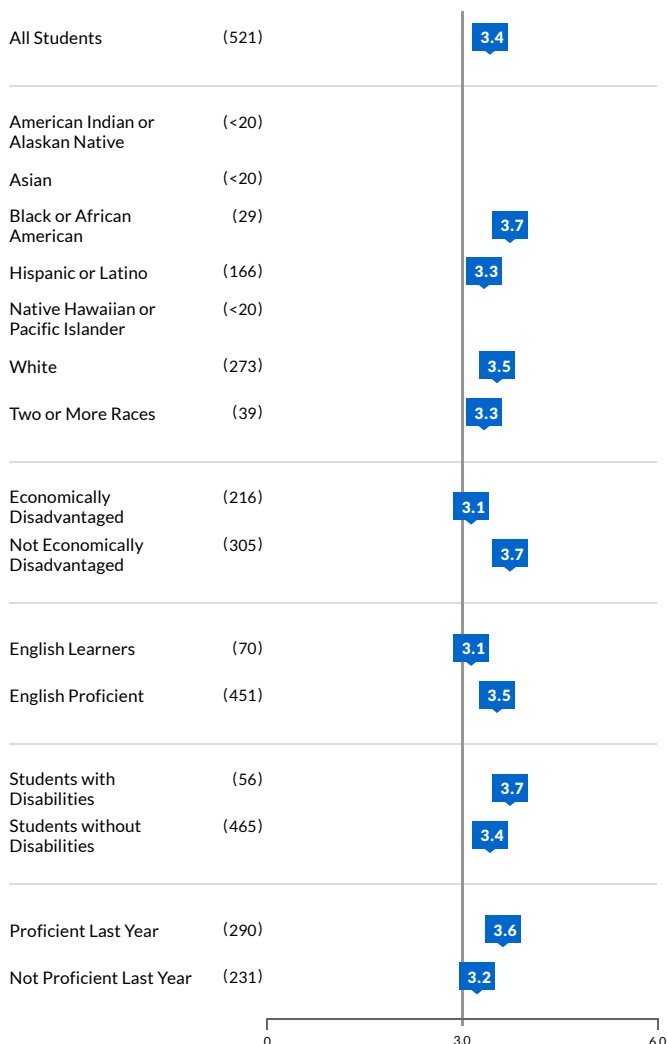 All Students (521) 3.4
American Indian or (<20)
Alaskan Native
Asian (<20)
Black or African (29) 3.7
American
Hispanic or Latino (166) 3.3
Native Hawaiian or (<20)
Pacific Islander
White (273) 3.5
Two or More Races (39) 3.3
Economically (216) 3.1
Disadvantaged
Not Economically (305) 3.7
Disadvantaged
English Learners (70) 3.1
English Proficient (451) 3.5
Students with (56) 3.7
Disabilities
Students without (465) 3.4
Disabilities
Proficient Last Year (290) 3.6
Not Proficient Last Year (231) 3.2
0 3.0 6.0